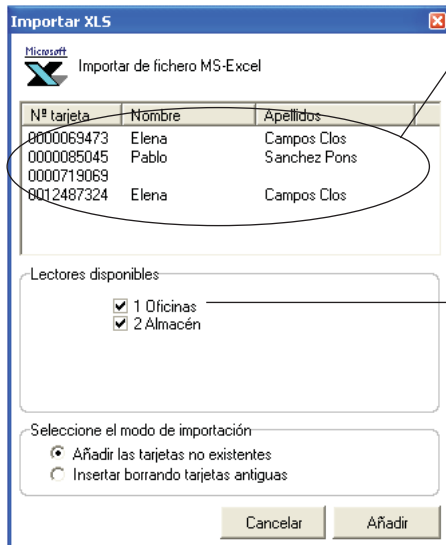 Importar XLS
Microsoft
Importar de fichero MS-Excel
Nº tarjeta Nombre Apellidos
0000069473 Elena Campos Clos
0000085045 Pablo Sanchez Pons
0000719069
0012487324 Elena Campos Clos
Lectores disponibles
1 Oficinas
2 Almacén
Seleccione el modo de importación
Añadir las tarjetas no existentes
Insertar borrando tarjetas antiguas
Cancelar Añadir